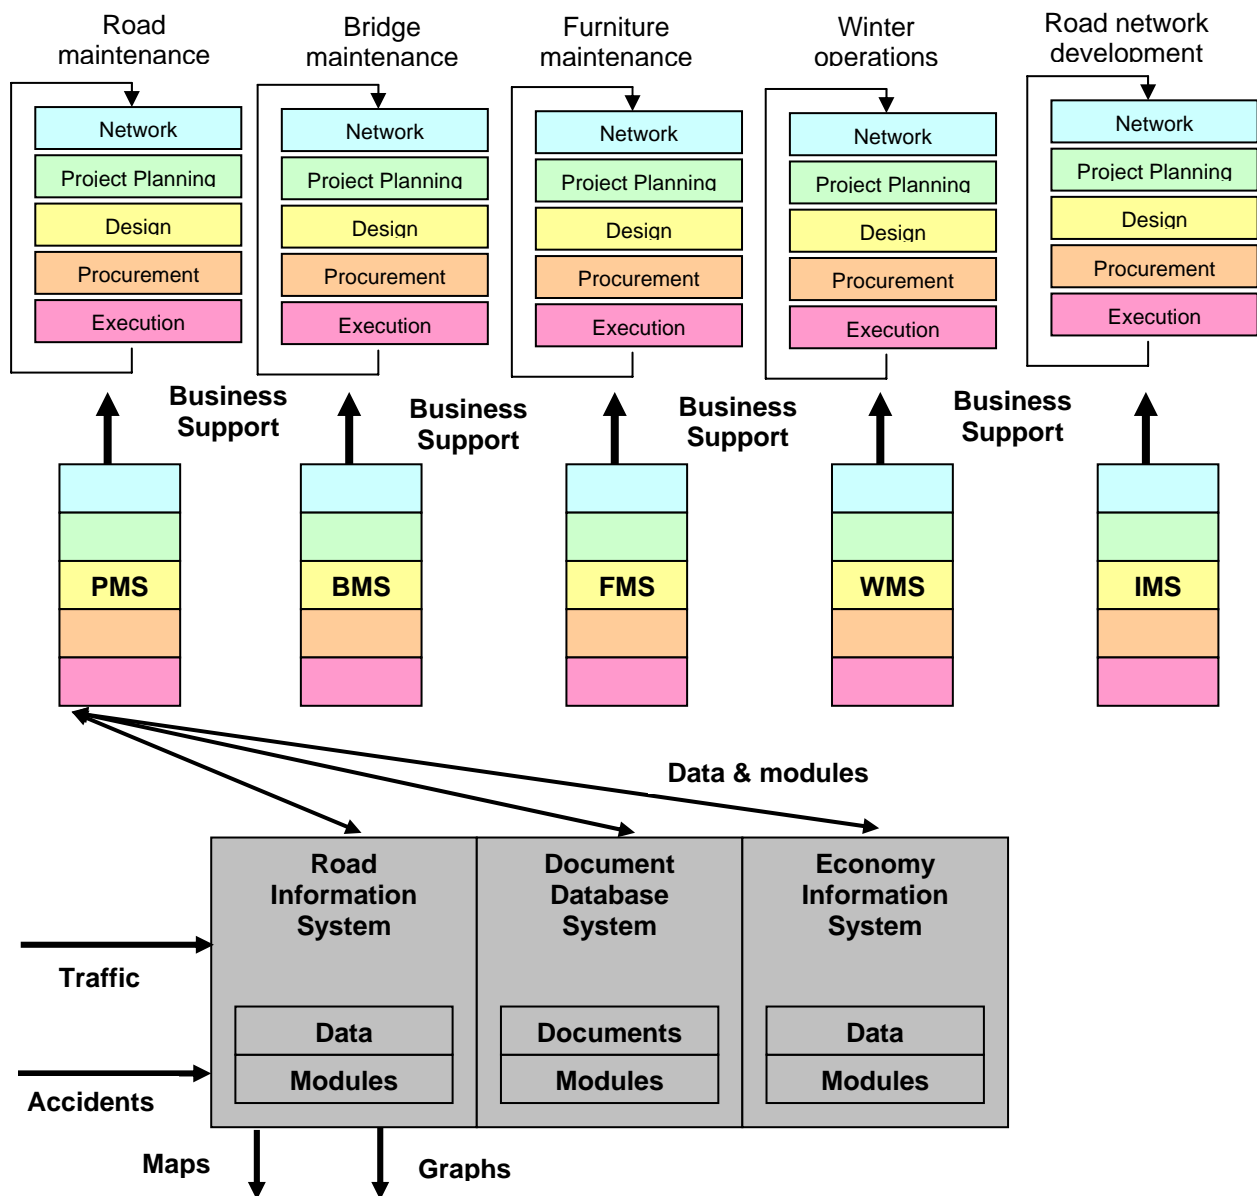 Road
maintenance
Bridge
maintenance
Furniture
maintenance
Winter
operations
Road network
development
Network
Project Planning
Design
Procurement
Execution
Network
Project Planning
Design
Procurement
Execution
Network
Project Planning
Design
Procurement
Execution
Network
Project Planning
Design
Procurement
Execution
Network
Project Planning
Design
Procurement
Execution
Business
Support
Business
Support
Business
Support
Business
Support
PMS
BMS
FMS
WMS
IMS
Data & modules
Road
Information
System
Document
Database
System
Economy
Information
System
Traffic
Accidents
Data
Modules
Documents
Modules
Data
Modules
Maps
Graphs